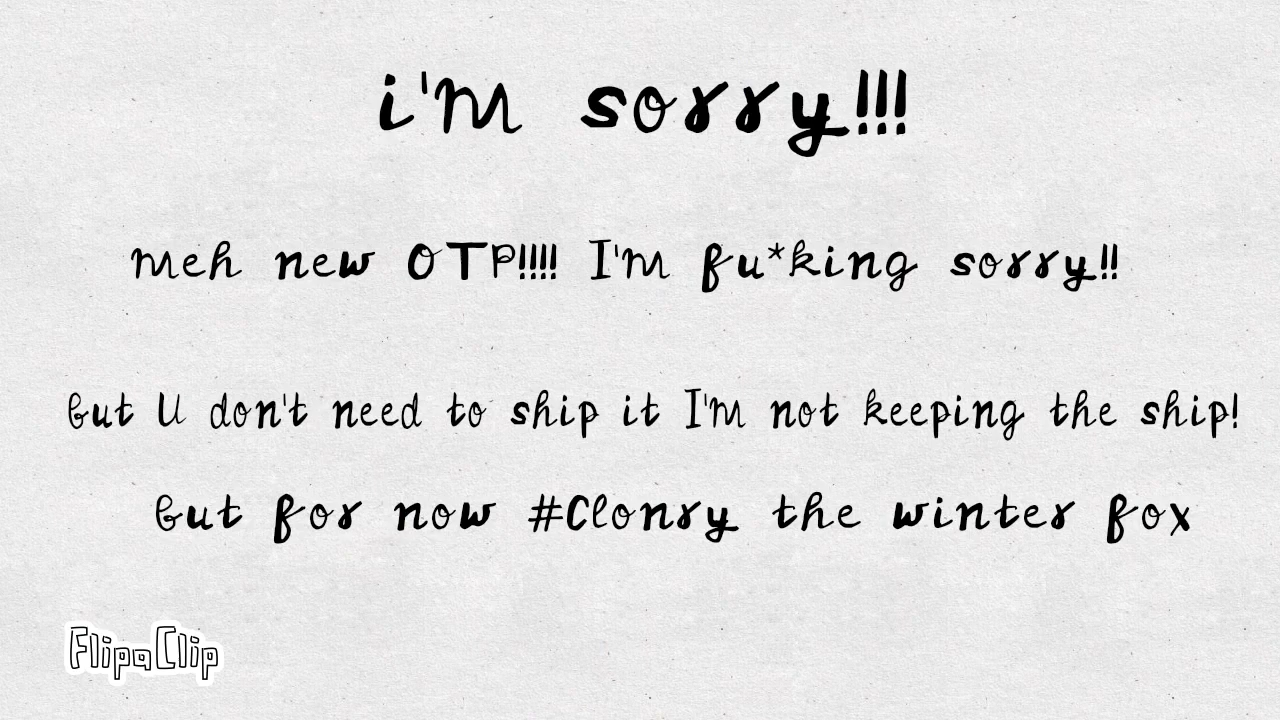 i'm sorry!!!
meh new OTP!!!! I'm fu*king sorry!!
but U don't need to ship it I'm not keeping the ship!
but for now #Clonry the winter fox
FlipaClip